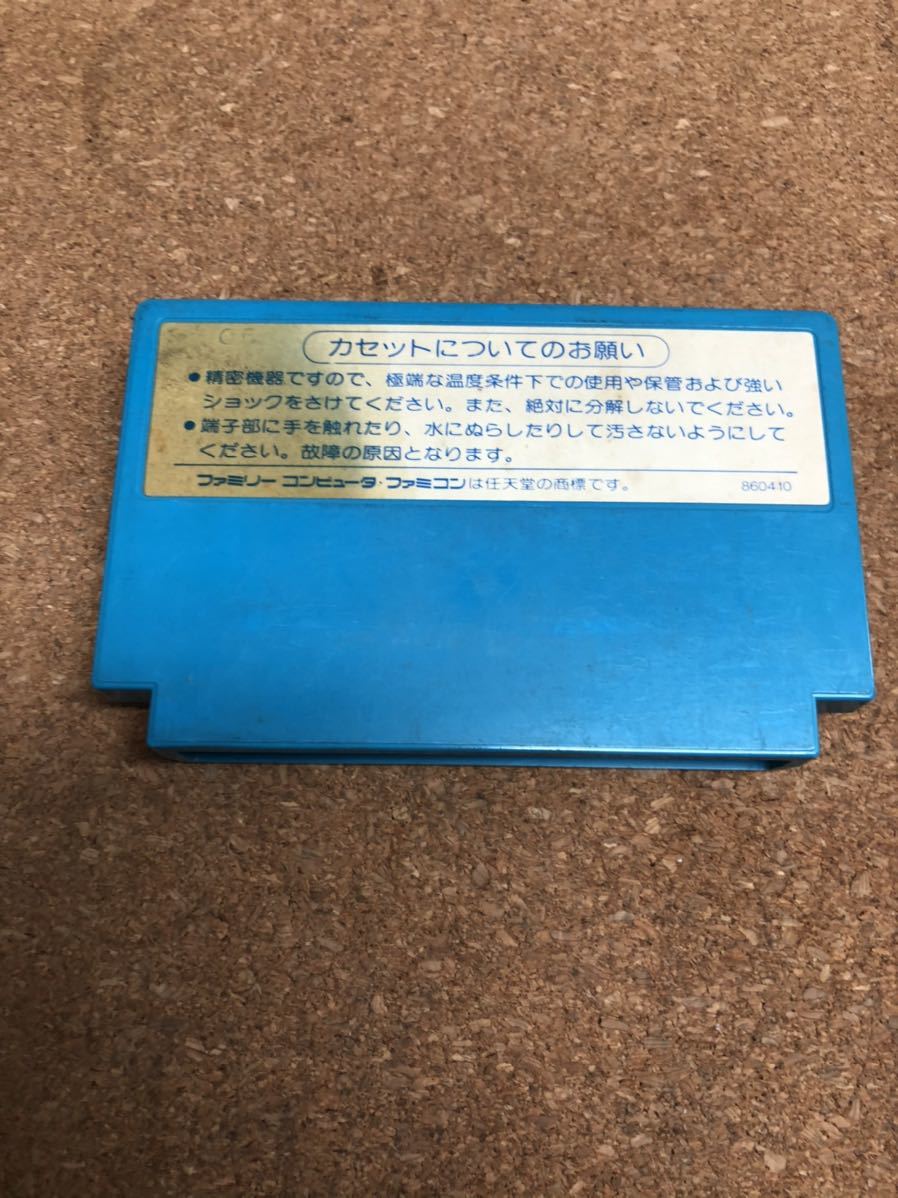 カセットについてのお願い
●精密機器ですので、極端な温度条件下での使用や保管および強い
ショックをさけてください。また、絶対に分解しないでください。
●端子部に手を触れたり、水にぬらしたりして汚さないようにして
ください。故障の原因となります。
ファミリー コンピュータ・ファミコンは任天堂の商標です。 860410